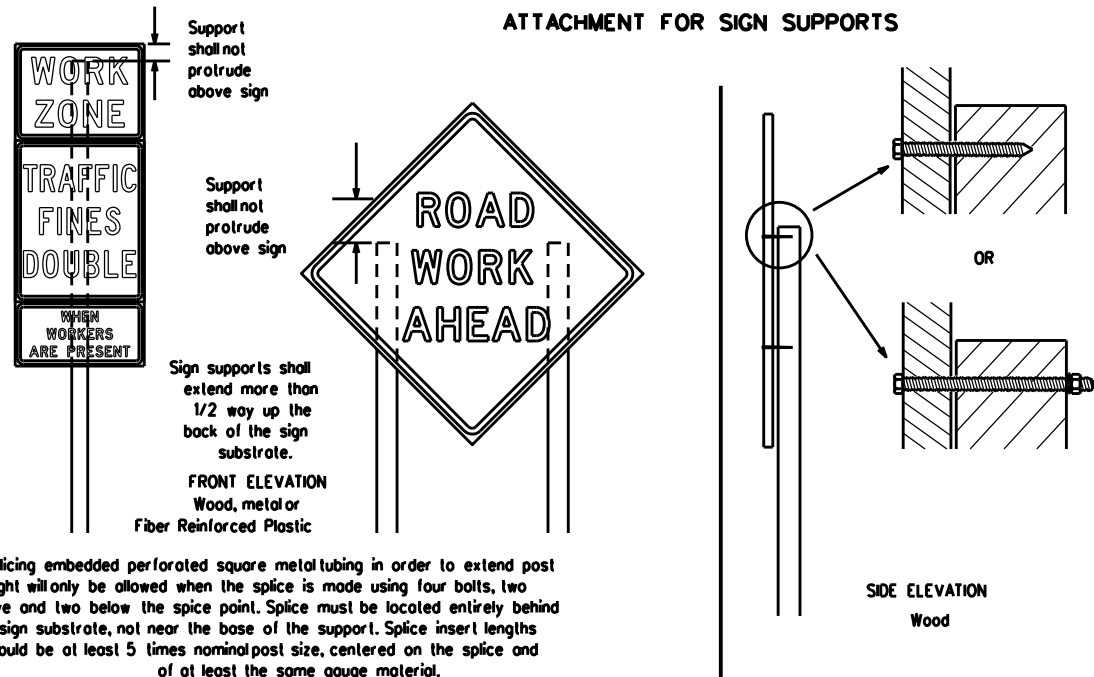 ATTACHMENT FOR SIGN SUPPORTS
Support
shall not
protrude
above sign
WORK
ZONE
TRAFFIC
FINES
DOUBLE
WHEN
WORKERS
ARE PRESENT
Support
shall not
protrude
above sign
ROAD
WORK
AHEAD
Sign supports shall
extend more than
1/2 way up the
back of the sign
substrate.
FRONT ELEVATION
Wood, metal or
Fiber Reinforced Plastic
OR
SIDE ELEVATION
Wood
licing embedded perforated square metal tubing in order to extend post
ght will only be allowed when the splice is made using four bolts, two
ve and two below the spice point. Splice must be located entirely behind
sign substrate, not near the base of the support. Splice insert lengths
ould be at least 5 times nominal post size, centered on the splice and
of at least the same gauge material.